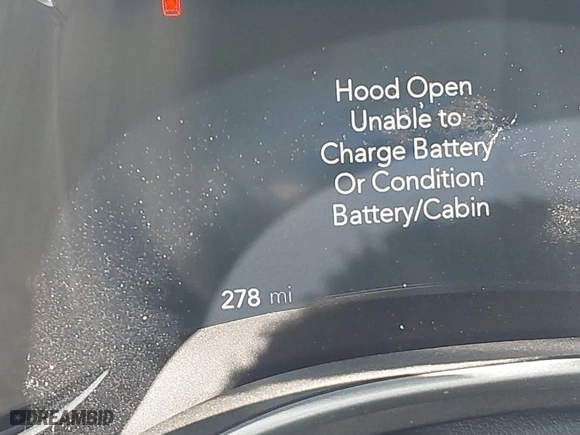 Hood Open
Unable to
Charge Battery
Or Condition
Battery/Cabin
278 mi
DREAMBID